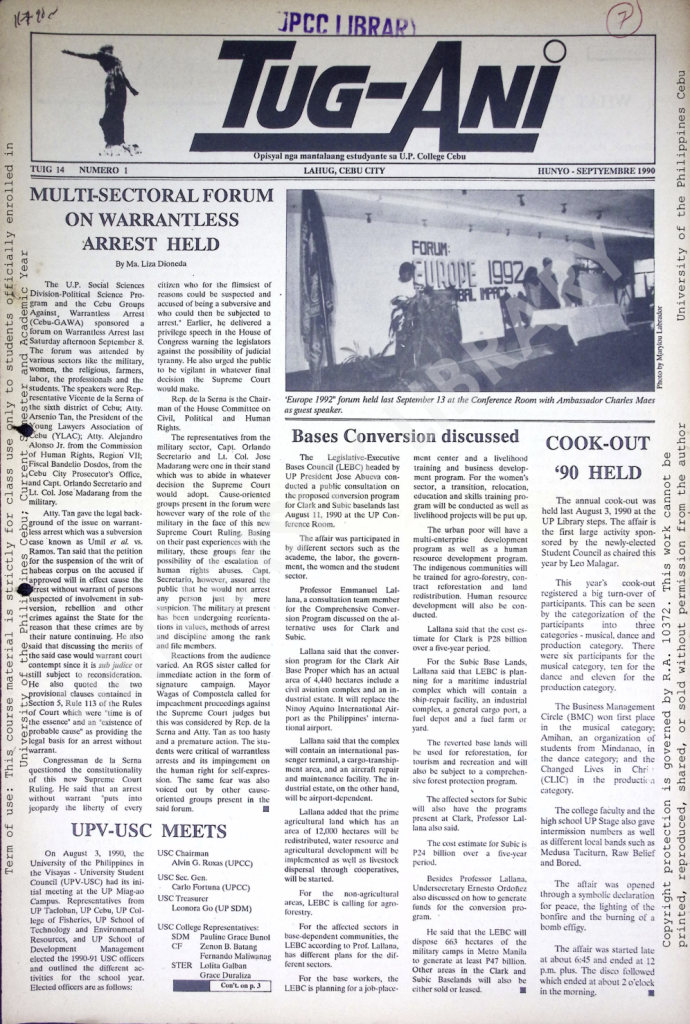 UPCC LIBRARY
7
TUG-ANI
Opisyal nga mantalaang estudyante sa U.P. College Cebu
TUIG 14 NUMERO 1
LAHUG, CEBU CITY
HUNYO - SEPTYEMBRE 1990
MULTI-SECTORAL FORUM
ON WARRANTLESS
ARREST HELD
By Ma. Liza Dioneda
The U.P. Social Sciences
Division-Political Science Pro-
gram and the Cebu Groups
Against Warrantless Arrest
(Cebu-GAWA) sponsored a
forum on Warrantless Arrest last
Saturday afternoon September 8.
The forum was attended by
various sectors like the military,
women, the religious, farmers,
labor, the professionals and the
students. The speakers were Rep-
resentative Vicente de la Serna of
the sixth district of Cebu; Atty.
Arsenio Tan, the President of the
Young Lawyers Association of
Cebu (YLAC); Atty. Alejandro
Alonso Jr. from the Commission
of Human Rights, Region VII;
Fiscal Bandelio Dosdos, from the
Cebu City Prosecutor's Office,
and Capt. Orlando Secretario and
Lt. Col. Jose Madarang from the
military.
Atty. Tan gave the legal back-
ground of the issue on warrant-
less arrest which was a subversion
case known as Umil et al. vs.
Ramos. Tan said that the petition
for the suspension of the writ of
habeas corpus on the accused if
approved will in effect cause the
arrest without warrant of persons
suspected of involvement in sub-
version, rebellion and other
crimes against the State for the
reason that these crimes are by
their nature continuing. He also
said that discussing the merits of
the said case would warrant court
contempt since it is sub judice or
still subject to reconsideration.
He also quoted the two
provisional clauses contained in
Section 5, Rule 113 of the Rules
of Court which were "time is of
the essence" and an "existence of
probable cause" as providing the
legal basis for an arrest without
warrant.
Congressman de la Serna
questioned the constitutionality
of this new Supreme Court
Ruling. He said that an arrest
without warrant "puts into
jeopardy the liberty of every
citizen who for the flimsiest of
reasons could be suspected and
accused of being a subversive and
who could then be subjected to
arrest." Earlier, he delivered a
privilege speech in the House of
Congress warning the legislators
against the possibility of judicial
tyranny. He also urged the public
to be vigilant in whatever final
decision the Supreme Court
would make.
Rep. de la Serna is the Chair-
man of the House Committee on
Civil, Political and Human
Rights.
The representatives from the
military sector, Capt. Orlando
Secretario and Lt. Col. Jose
Madarang were one in their stand
which was to abide in whatever
decision the Supreme Court
would adopt. Cause-oriented
groups present in the forum were
however wary of the role of the
military in the face of this new
Supreme Court Ruling. Basing
on their past experiences with the
military, these groups fear the
possibility of the escalation of
human rights abuses. Capt.
Secretario, however, assured the
public that he would not arrest
any person just by mere
suspicion. The military at present
has been undergoing reorienta-
tions in values, methods of arrest
and discipline among the rank
and file members.
Reactions from the audience
varied. An RGS sister called for
immediate action in the form of
signature campaign. Mayor
Wagas of Compostela called for
impeachment proceedings against
the Supreme Court judges but
this was considered by Rep. de la
Serna and Atty. Tan as too hasty
and a premature action. The stu-
dents were critical of warrantless
arrests and its impingement on
the human right for self-expres-
sion. The same fear was also
voiced out by other cause-
oriented groups present in the
said forum.
FORUM:
EUROPE 1992
Photo by Marylou Labrador
'Europe 1992" forum held last September 13 at the Conference Room with Ambassador Charles Maes
as guest speaker.
Bases Conversion discussed
The Legislative-Executive
Bases Council (LEBC) headed by
UP President Jose Abueva con-
ducted a public consultation on
the proposed conversion program
for Clark and Subic baselands last
August 11, 1990 at the UP Con-
ference Room.
The affair was participated in
by different sectors such as the
academe, the labor, the govern-
ment, the women and the student
sector.
Professor Emmanuel Lal-
lana, a consultation team member
for the Comprehensive Conver-
sion Program discussed on the al-
ternative uses for Clark and
Subic.
Lallana said that the conver-
sion program for the Clark Air
Base Proper which has an actual
area of 4,440 hectares include a
civil aviation complex and an in-
dustrial estate. It will replace the
Ninoy Aquino International Air-
port as the Philippines' interna-
tional airport.
Lallana said that the complex
will contain an international pas-
senger terminal, a cargo-tranship-
ment area, and an aircraft repair
and maintenance facility. The in-
dustrial estate, on the other hand,
will be airport-dependent.
Lallana added that the prime
agricultural land which has an
area of 12,000 hectares will be
redistributed, water resource and
agricultural development will be
implemented as well as livestock
dispersal through cooperatives,
will be started.
For the non-agricultural
areas, LEBC is calling for agro-
forestry.
For the affected sectors in
base-dependent communities, the
LEBC according to Prof. Lallana,
has different plans for the dif-
ferent sectors.
For the base workers, the
LEBC is planning for a job-place-
ment center and a livelihood
training and business develop-
ment program. For the women's
sector, a transition, relocation,
education and skills training pro-
gram will be conducted as well as
livelihood projects will be put up.
The urban poor will have a
multi-enterprise development
program as well as a human
resource development program.
The indigenous communities will
be trained for agro-forestry, con-
tract reforestation and land
redistribution. Human resource
development will also be con-
ducted.
Lallana said that the cost es-
timate for Clark is P28 billion
over a five-year period.
For the Subic Base Lands,
Lallana said that LEBC is plan-
ning for a maritime industrial
complex which will contain a
ship-repair facility, an industrial
complex, a general cargo port, a
fuel depot and a fuel farm or
yard.
The reverted base lands will
be used for reforestation, for
tourism and recreation and will
also be subject to a comprehen-
sive forest protection program.
The affected sectors for Subic
will also have the programs
present at Clark, Professor Lal-
lana also said.
The cost estimate for Subic is
P24 billion over a five-year
period.
Besides Professor Lallana,
Undersecretary Ernesto Ordoñez
also discussed on how to generate
funds for the conversion pro-
gram.
He said that the LEBC will
dispose 663 hectares of the
military camps in Metro Manila
to generate at least P47 billion.
Other areas in the Clark and
Subic Baselands will also be
either sold or leased.
COOK-OUT
'90 HELD
The annual cook-out was
held last August 3, 1990 at the
UP Library steps. The affair is
the first large activity spon-
sored by the newly-elected
Student Council as chaired this
year by Leo Malagar.
This year's cook-out
registered a big turn-over of
participants. This can be seen
by the categorization of the
participants into three
categories - musical, dance and
production category. There
were six participants for the
musical category, ten for the
dance and eleven for the
production category.
The Business Management
Circle (BMC) won first place
in the musical category;
Amihan, an organization of
students from Mindanao, in
the dance category; and the
Changed Lives in Chri
(CLIC) in the production
category.
The college faculty and the
high school UP Stage also gave
intermission numbers as well
as different local bands such as
Medusa Taciturn, Raw Belief
and Bored.
The affair was opened
through a symbolic declaration
for peace, the lighting of the
bonfire and the burning of a
bomb effigy.
The affair was started late
at about 6:45 and ended at 12
p.m. plus. The disco followed
which ended at about 2 o'clock
in the morning.
UPV-USC MEETS
On August 3, 1990, the
University of the Philippines in
the Visayas - University Student
Council (UPV-USC) had its ini-
tial meeting at the UP Miag-ao
Campus. Representatives from
UP Tacloban, UP Cebu, UP Col-
lege of Fisheries, UP School of
Technology and Environmental
Resources, and UP School of
Development Management
elected the 1990-91 USC officers
and outlined the different ac-
tivities for the school year.
Elected officers are as follows:
USC Chairman
Alvin G. Roxas (UPCC)
USC Sec. Gen.
Carlo Fortuna (UPCC)
USC Treasurer
Leonora Go (UP SDM)
USC College Representatives:
SDM Pauline Grace Bunol
CF Zenon B. Batang
Fernando Maliwanag
STER Lolita Galban
Grace Duraliza
Con't. on p. 3
Term of use: This course material is strictly for class use only to students officially enrolled in
University of the Philippines Cebu; Current Semester and Academic Year
University of the Philippines Cebu
Copyright protection is governed by R.A. 10372. This work cannot be
printed, reproduced, shared, or sold without permission from the author